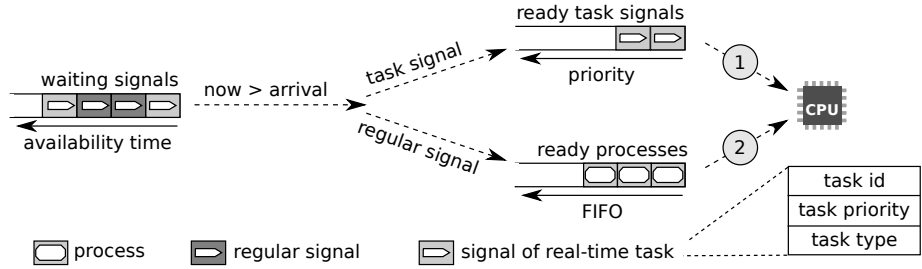 ready task signals
waiting signals
now > arrival
task signal
priority
1
CPU
availability time
regular signal
ready processes
2
FIFO
task id
task priority
task type
process
regular signal
signal of real-time task